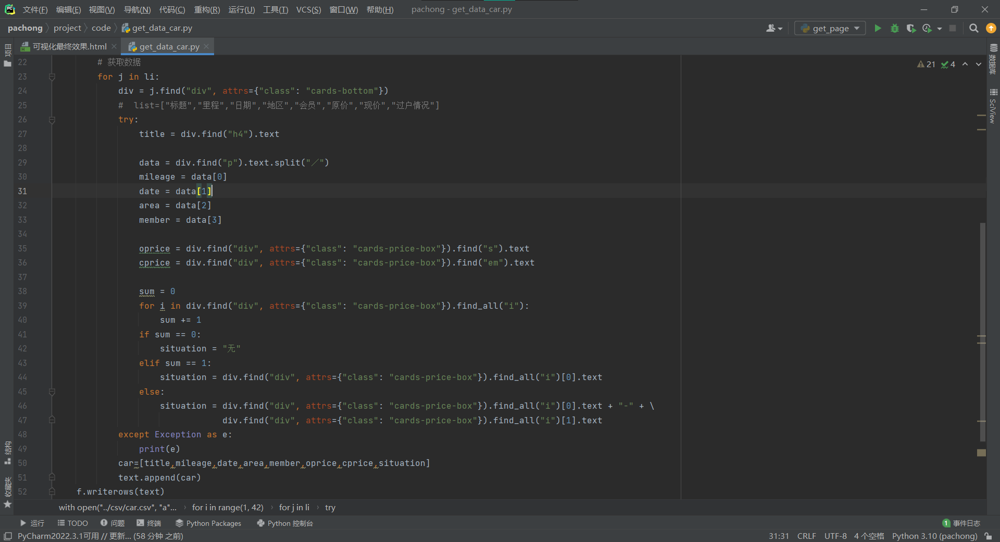 文件(F) 编辑(E) 视图(V) 导航(N) 代码(C) 重构(R) 运行(U) 工具(T) VCS(S) 窗口(W) 帮助(H) pachong - get_data_car.py
pachong project code get_data_car.py get_page
可视化最终效果.html get_data_car.py
项目
数据库
SciView
21 4
22 # 获取数据
23 for j in li:
24 div = j.find("div", attrs={"class": "cards-bottom"})
25 # list=["标题","里程","日期","地区","会员","原价","现价","过户情况"]
26 try:
27 title = div.find("h4").text
28
29 data = div.find("p").text.split("／")
30 mileage = data[0]
31 date = data[1]
32 area = data[2]
33 member = data[3]
34
35 oprice = div.find("div", attrs={"class": "cards-price-box"}).find("s").text
36 cprice = div.find("div", attrs={"class": "cards-price-box"}).find("em").text
37
38 sum = 0
39 for i in div.find("div", attrs={"class": "cards-price-box"}).find_all("i"):
40 sum += 1
41 if sum == 0:
42 situation = "无"
43 elif sum == 1:
44 situation = div.find("div", attrs={"class": "cards-price-box"}).find_all("i")[0].text
45 else:
46 situation = div.find("div", attrs={"class": "cards-price-box"}).find_all("i")[0].text + "-" + \
47 div.find("div", attrs={"class": "cards-price-box"}).find_all("i")[1].text
48 except Exception as e:
49 print(e)
50 car=[title,mileage,date,area,member,oprice,cprice,situation]
51 text.append(car)
52 f.writerows(text)
结构
收藏夹
with open("../csv/car.csv", "a"... for i in range(1, 42) for j in li try
运行 TODO 问题 终端 Python Packages Python 控制台 1 事件日志
PyCharm2022.3.1可用 // 更新... (58 分钟 之前) 31:31 CRLF UTF-8 4 个空格 Python 3.10 (pachong)